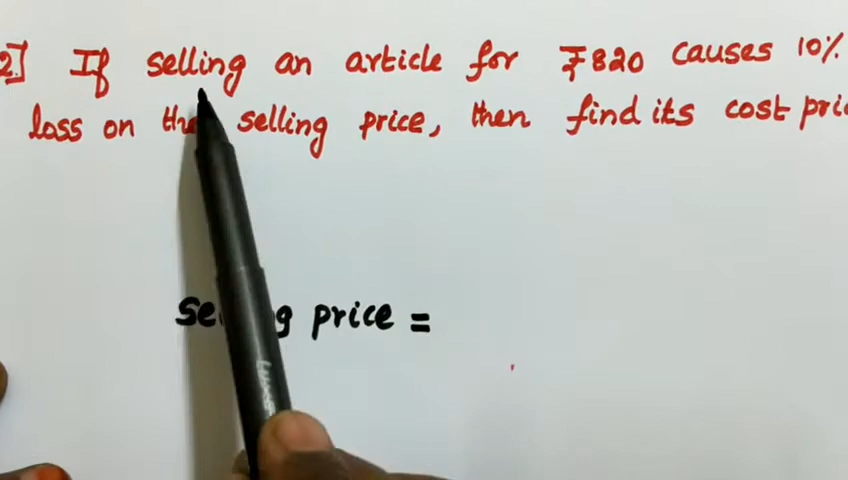 2] If selling an article for ₹820 causes 10%
loss on the selling price, then find its cost
selling price =